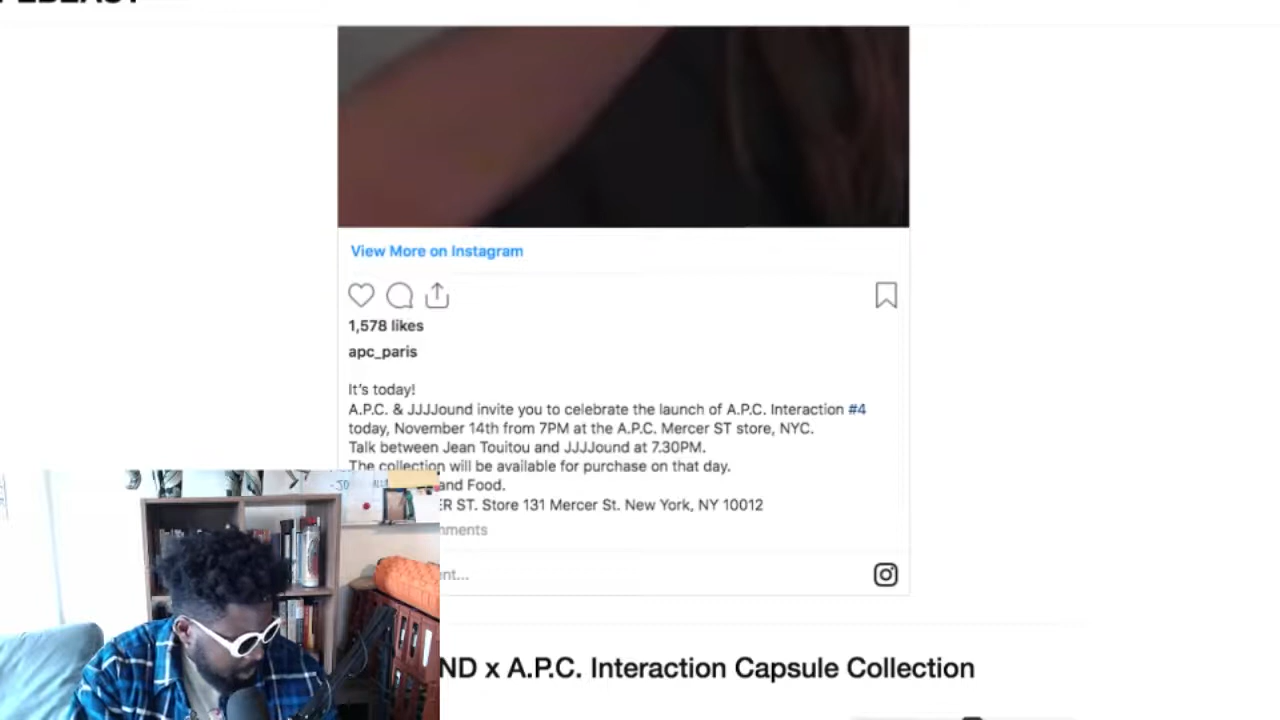 View More on Instagram
1,578 likes
apc_paris
It's today!
A.P.C. & JJJJound invite you to celebrate the launch of A.P.C. Interaction #4
today, November 14th from 7PM at the A.P.C. Mercer ST store, NYC.
Talk between Jean Touitou and JJJJound at 7.30PM.
The collection will be available for purchase on that day.
and Food.
ER ST. Store 131 Mercer St. New York, NY 10012
mments
nt...
ND x A.P.C. Interaction Capsule Collection